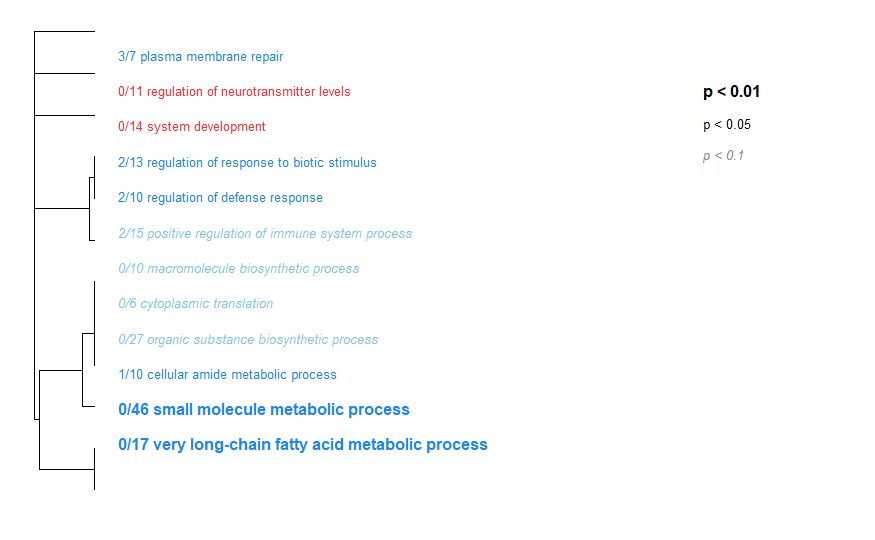 3/7 plasma membrane repair
0/11 regulation of neurotransmitter levels
0/14 system development
2/13 regulation of response to biotic stimulus
2/10 regulation of defense response
2/15 positive regulation of immune system process
0/10 macromolecule biosynthetic process
0/6 cytoplasmic translation
0/27 organic substance biosynthetic process
1/10 cellular amide metabolic process
0/46 small molecule metabolic process
0/17 very long-chain fatty acid metabolic process
p < 0.01
p < 0.05
p < 0.1